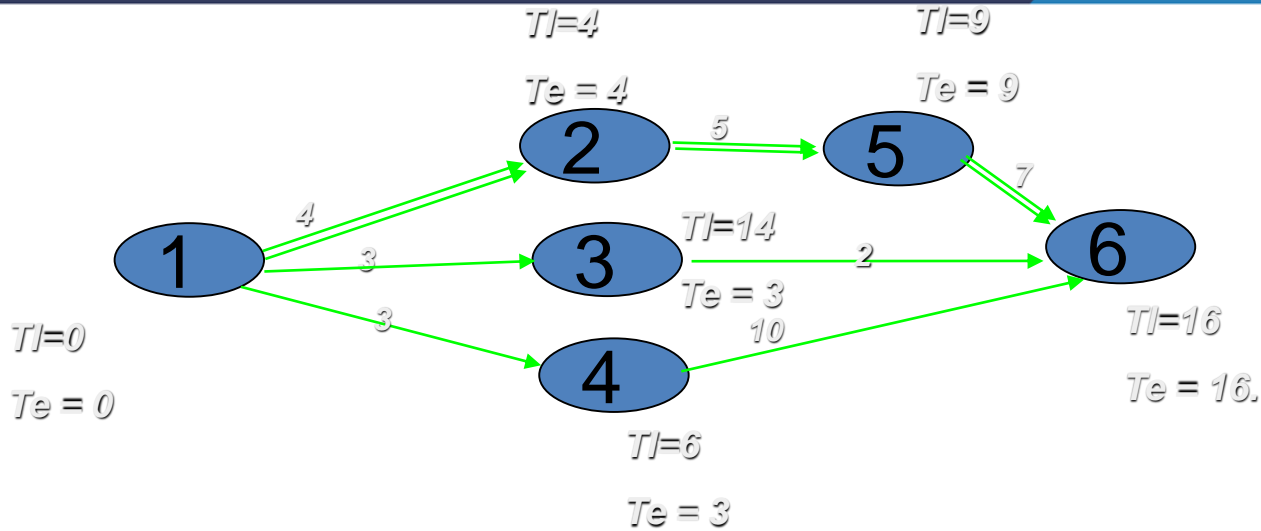 Tl=4
Te = 4
Tl=9
Te = 9
2
5
5
7
4
1
3
3
Tl=14
Te = 3
2
6
3
10
4
Tl=0
Te = 0
Tl=16
Te = 16.
Tl=6
Te = 3